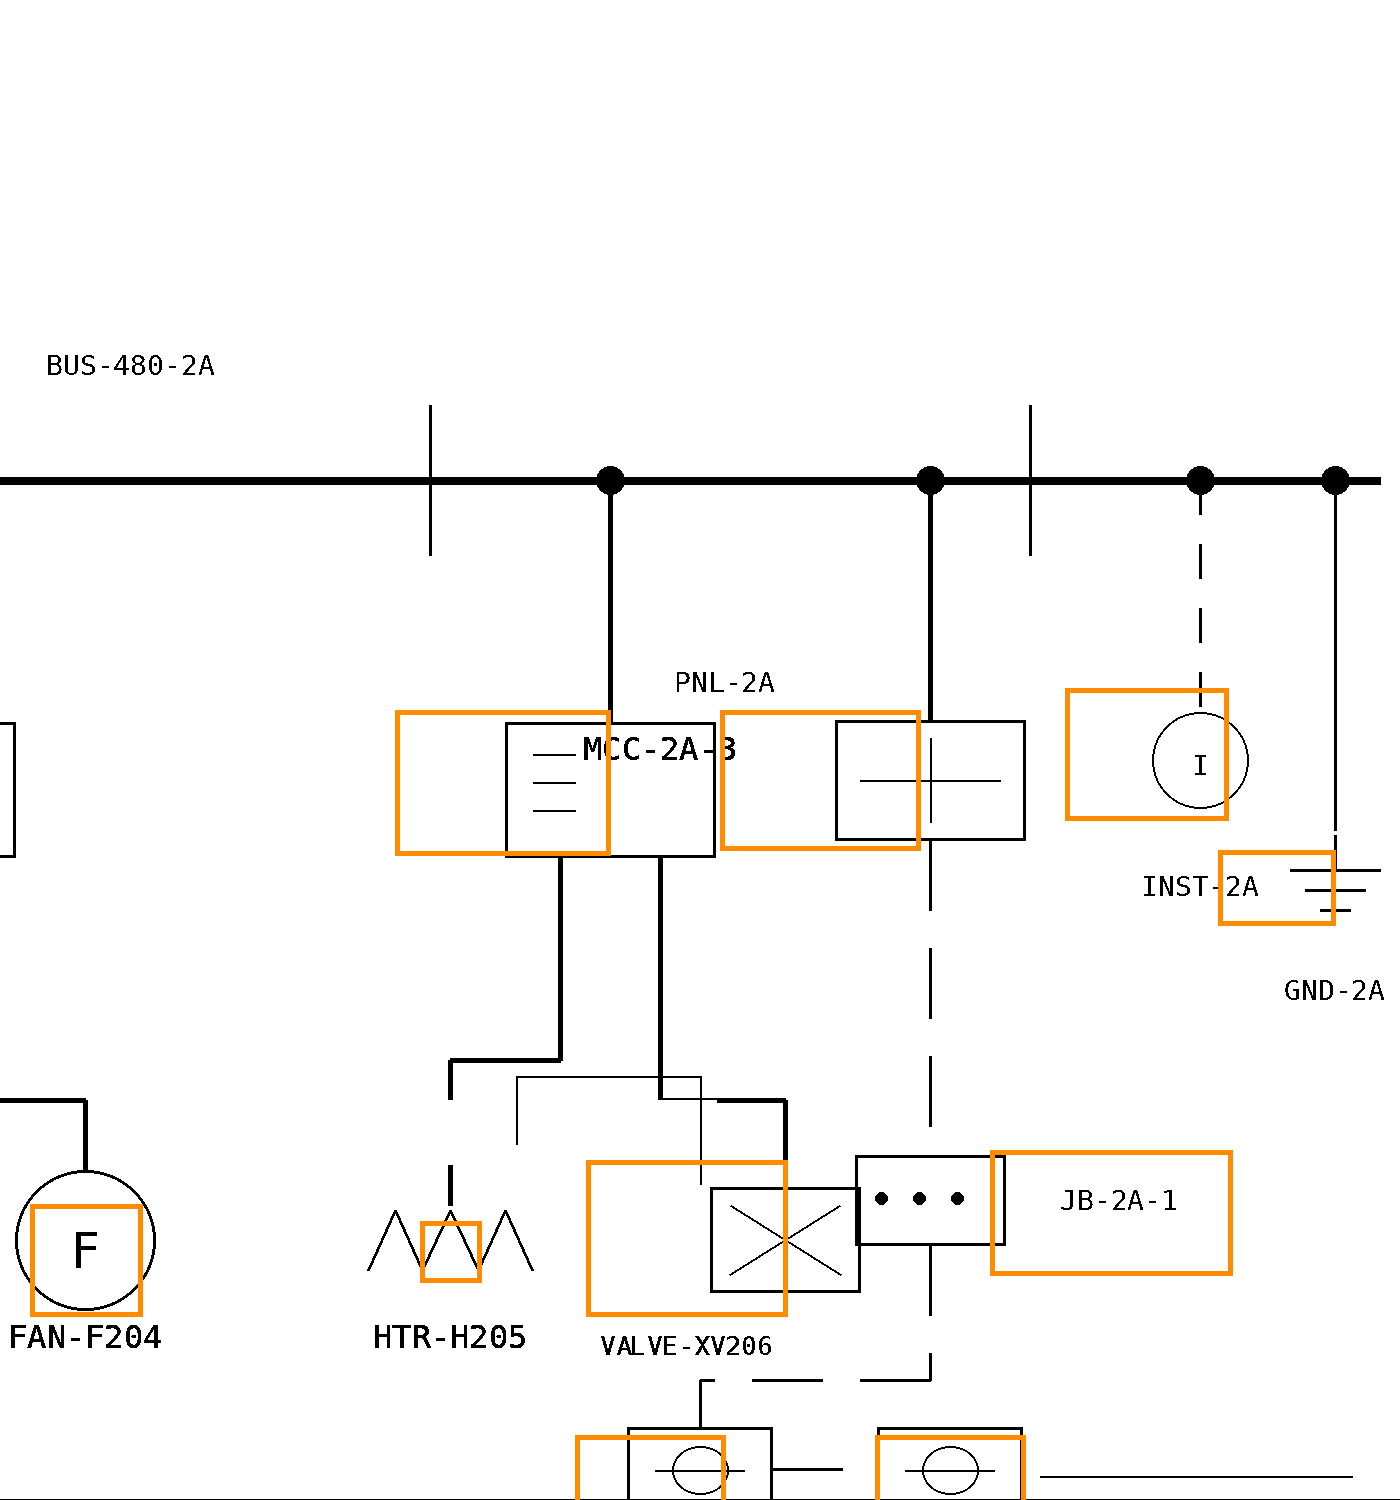 BUS-480-2A
PNL-2A
MCC-2A-3
I
INST-2A
GND-2A
JB-2A-1
F
FAN-F204
HTR-H205
VALVE-XV206